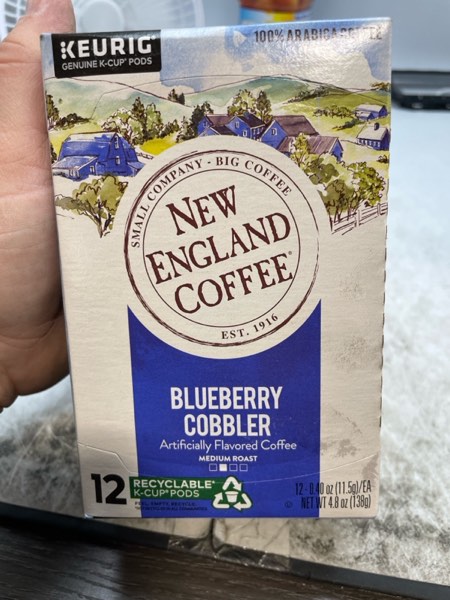 KEURIG
GENUINE K-CUP® PODS
100% ARABICA COFFEE
SMALL COMPANY - BIG COFFEE
NEW
ENGLAND
COFFEE®
EST. 1916
BLUEBERRY
COBBLER
Artificially Flavored Coffee
MEDIUM ROAST
12
RECYCLABLE*
K-CUP® PODS
12 - 0.40 oz (11.5g)/EA
NET WT 4.8 oz (138g)